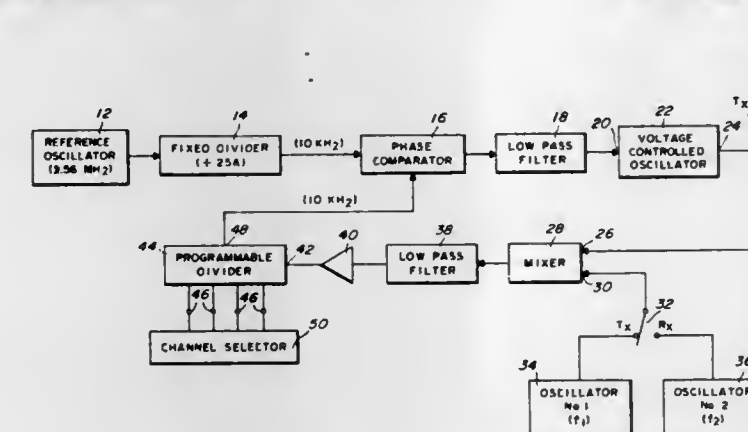 12
14
16
18
20
22
24
Tx
REFERENCE
OSCILLATOR
(2.56 MHz)
FIXED DIVIDER
(÷ 256)
(10 KHz)
PHASE
COMPARATOR
LOW PASS
FILTER
VOLTAGE
CONTROLLED
OSCILLATOR
(10 KHz)
44
48
42
40
38
28
26
30
PROGRAMMABLE
DIVIDER
LOW PASS
FILTER
MIXER
46
46
32
Tx
Rx
50
CHANNEL SELECTOR
34
36
OSCILLATOR
No 1
(f1)
OSCILLATOR
No 2
(f2)